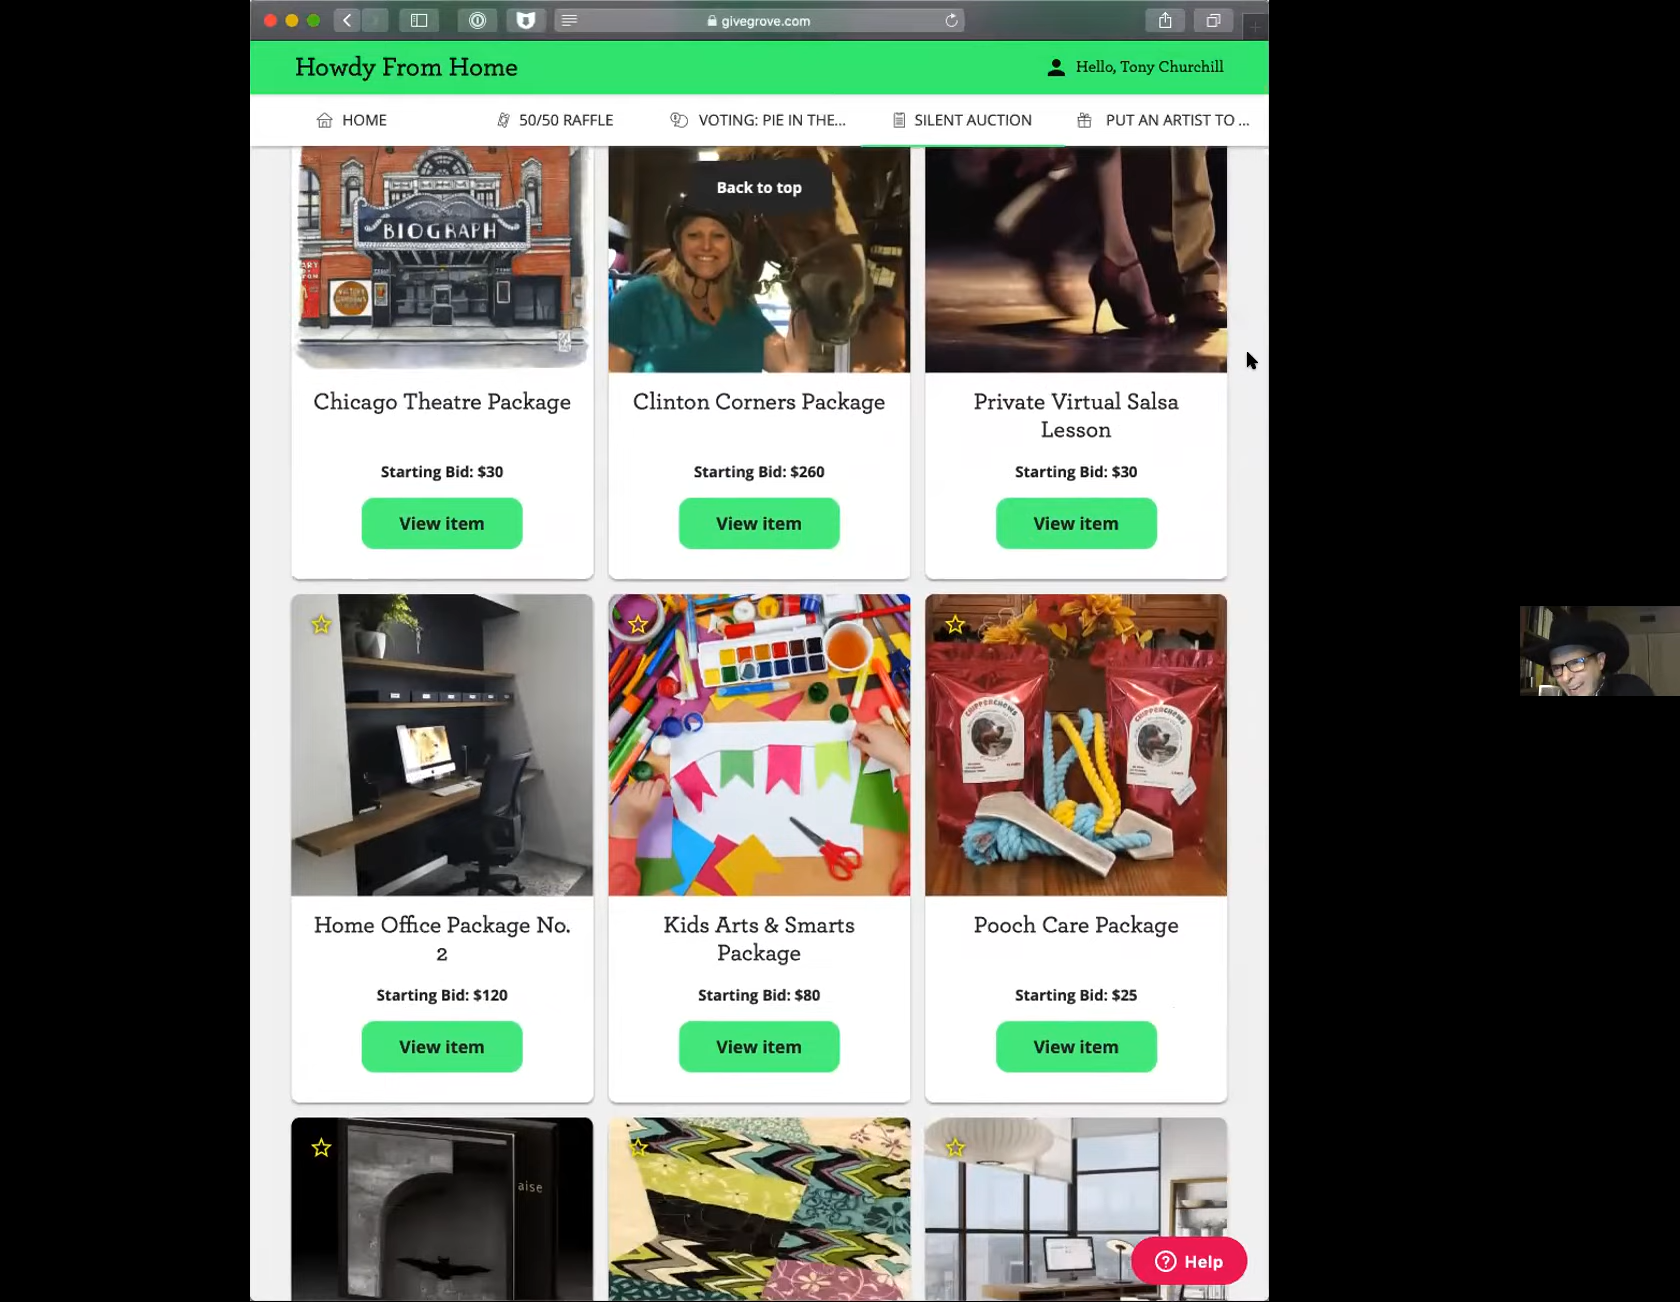 givegrove.com
Howdy From Home
Hello, Tony Churchill
HOME
50/50 RAFFLE
VOTING: PIE IN THE...
SILENT AUCTION
PUT AN ARTIST TO ...
Back to top
BIOGRAPH
Chicago Theatre Package
Clinton Corners Package
Private Virtual Salsa
Lesson
Starting Bid: $30
Starting Bid: $260
Starting Bid: $30
View item
View item
View item
CHIPPER CHEWS
CHIPPER CHEWS
Home Office Package No.
2
Kids Arts & Smarts
Package
Pooch Care Package
Starting Bid: $120
Starting Bid: $80
Starting Bid: $25
View item
View item
View item
aise
Help